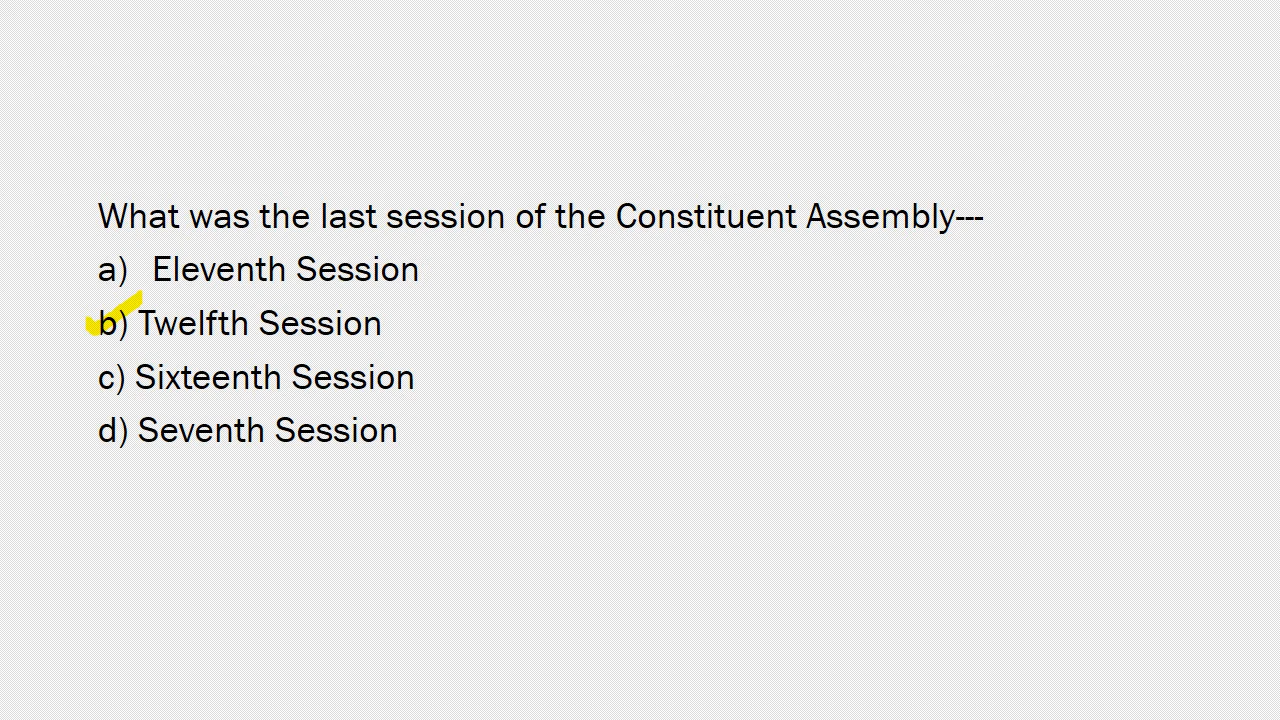 What was the last session of the Constituent Assembly---
a) Eleventh Session
b) Twelfth Session
c) Sixteenth Session
d) Seventh Session